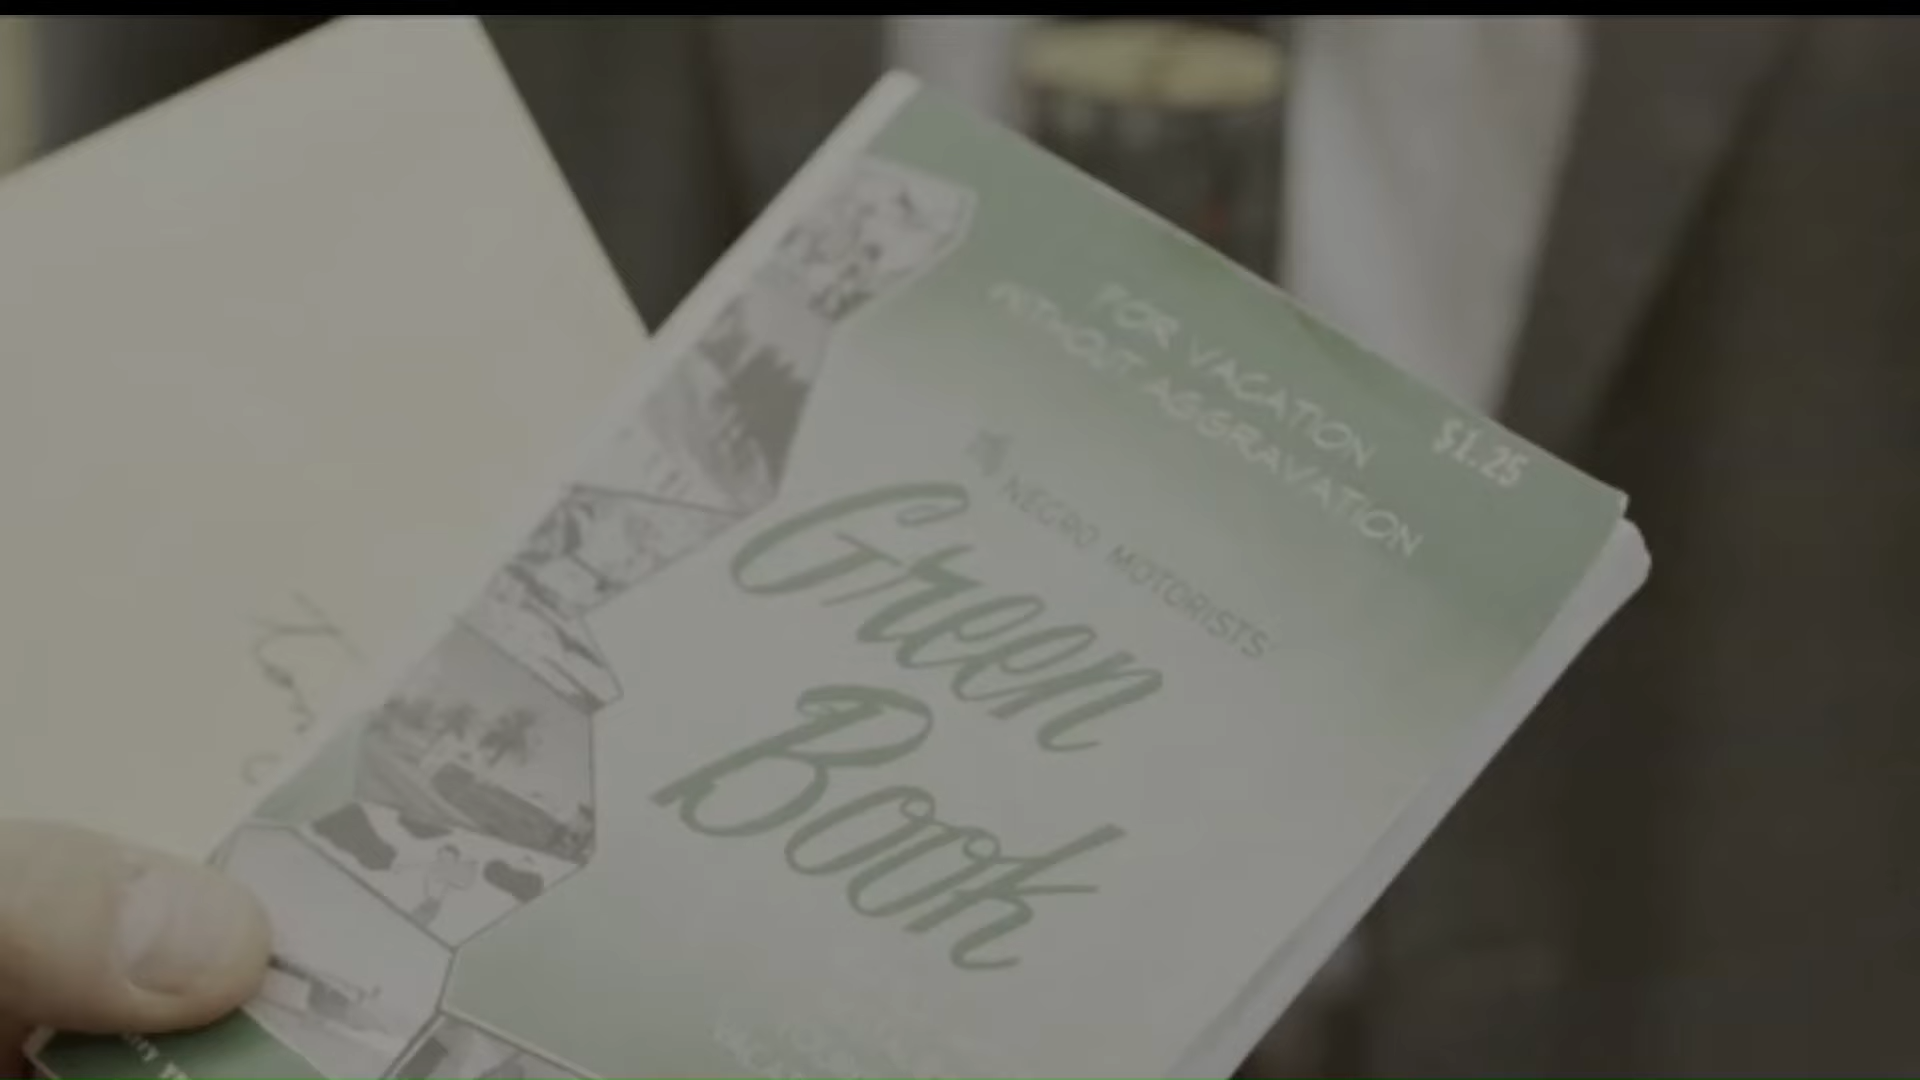 FOR VACATION
WITHOUT AGGRAVATION
$1.25
NEGRO MOTORISTS'
Green
Book